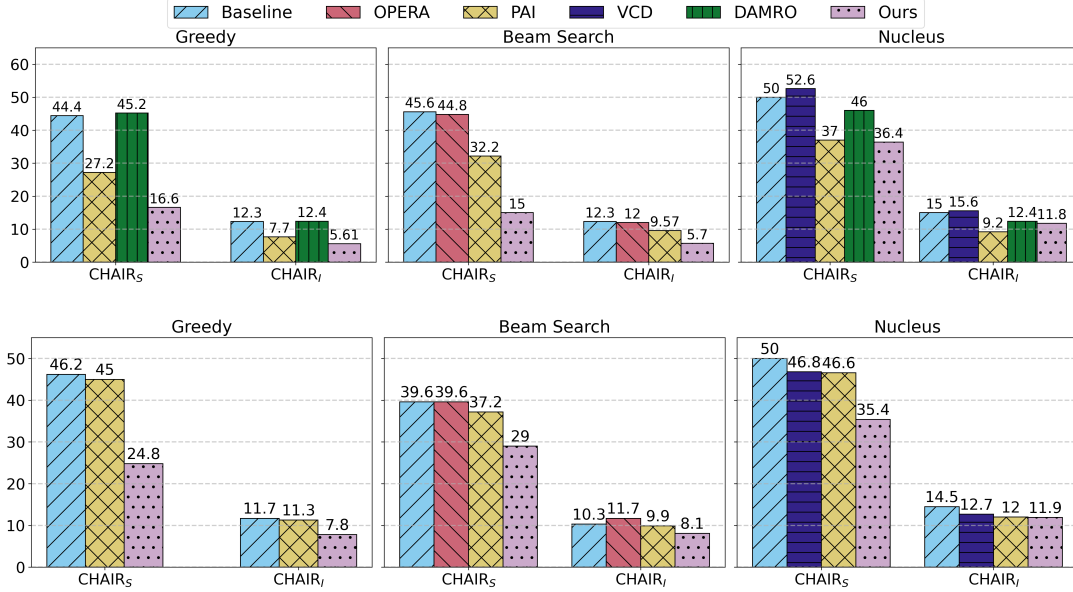 Baseline OPERA PAI VCD DAMRO Ours
Greedy Beam Search Nucleus
60
50
40
30
20
10
0
44.4 27.2 45.2 16.6 12.3 7.7 12.4 5.61
45.6 44.8 32.2 15 12.3 12 9.57 5.7
50 52.6 37 46 36.4 15 15.6 9.2 12.4 11.8
CHAIR_S CHAIR_I CHAIR_S CHAIR_I CHAIR_S CHAIR_I
Greedy Beam Search Nucleus
50
40
30
20
10
0
46.2 45 24.8 11.7 11.3 7.8
39.6 39.6 37.2 29 10.3 11.7 9.9 8.1
50 46.8 46.6 35.4 14.5 12.7 12 11.9
CHAIR_S CHAIR_I CHAIR_S CHAIR_I CHAIR_S CHAIR_I